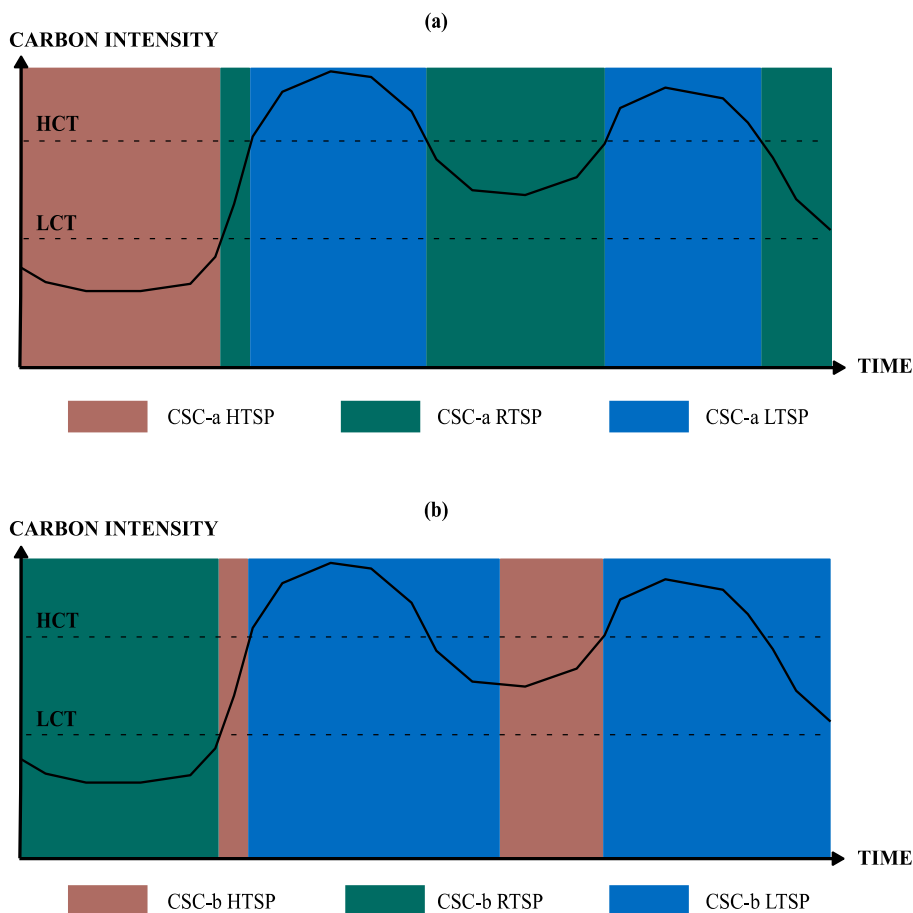 (a)
CARBON INTENSITY
HCT
LCT
TIME
CSC-a HTSP CSC-a RTSP CSC-a LTSP
(b)
CARBON INTENSITY
HCT
LCT
TIME
CSC-b HTSP CSC-b RTSP CSC-b LTSP